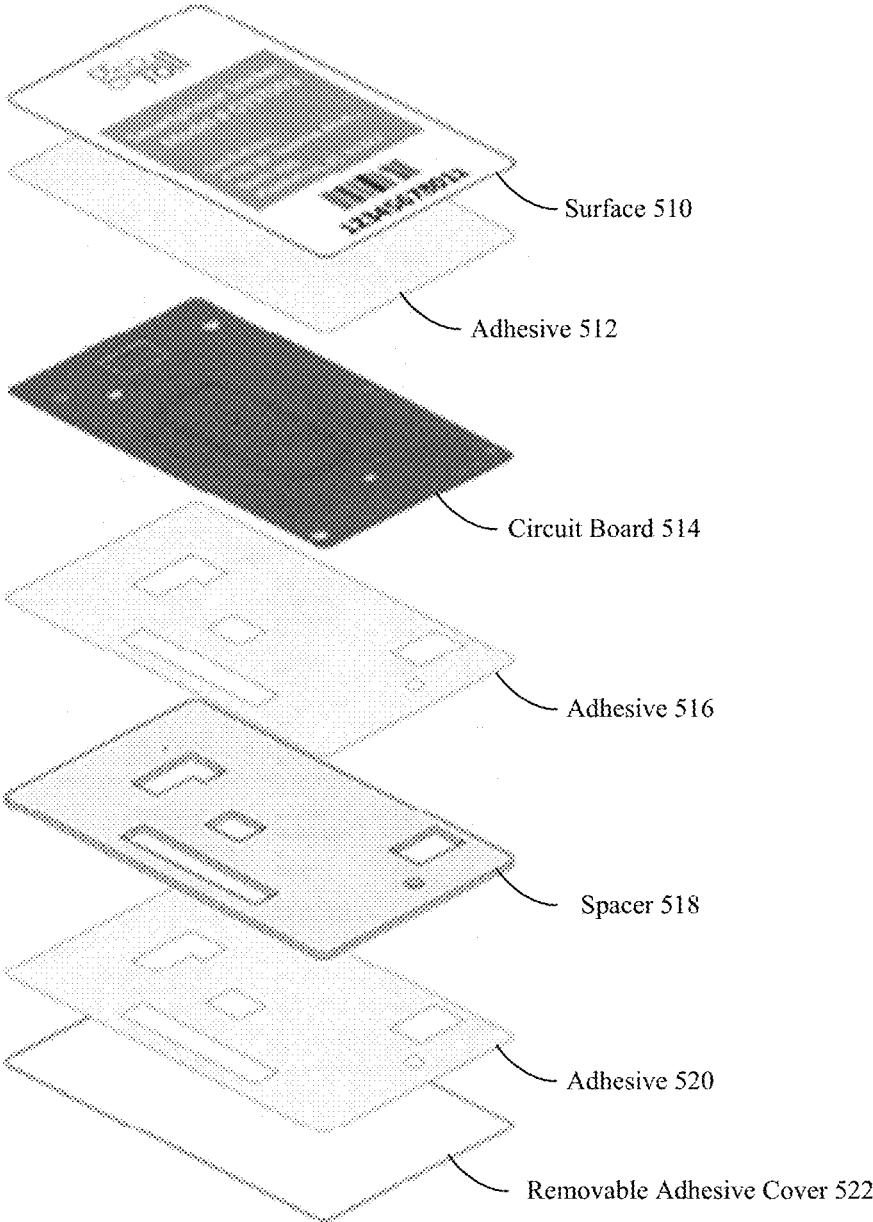 Surface 510
Adhesive 512
Circuit Board 514
Adhesive 516
Spacer 518
Adhesive 520
Removable Adhesive Cover 522